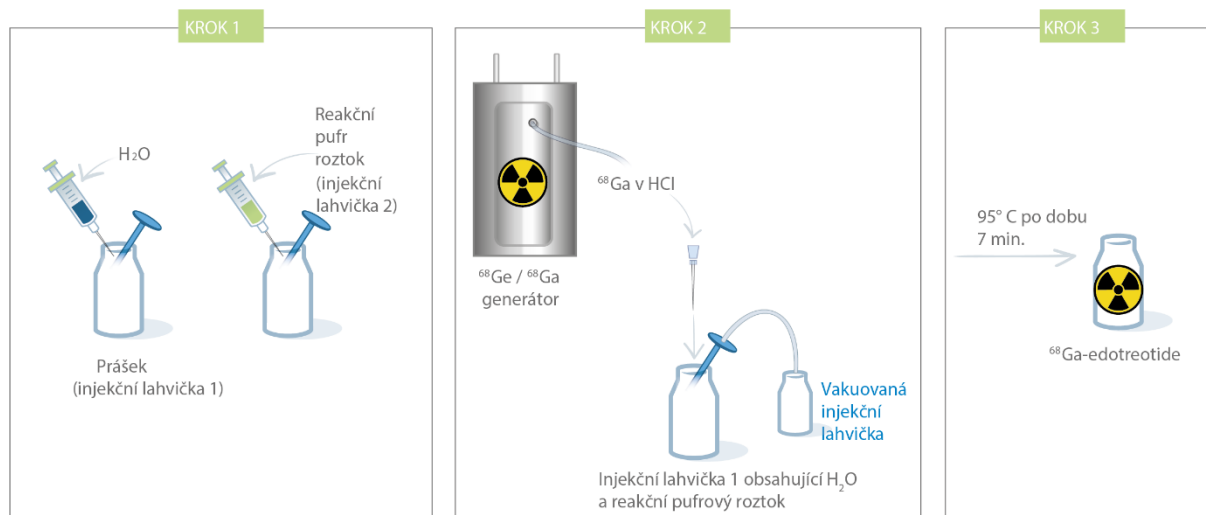 KROK 1
H₂O
Reakční
pufr
roztok
(injekční
lahvička 2)
Prášek
(injekční lahvička 1)
KROK 2
⁶⁸Ga v HCl
⁶⁸Ge / ⁶⁸Ga
generátor
Vakuovaná
injekční
lahvička
Injekční lahvička 1 obsahující H₂O
a reakční pufrový roztok
KROK 3
95° C po dobu
7 min.
⁶⁸Ga-edotreotide